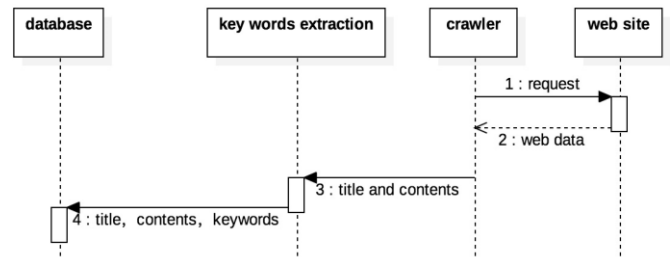 database
key words extraction
crawler
web site
1 : request
2 : web data
3 : title and contents
4 : title，contents，keywords